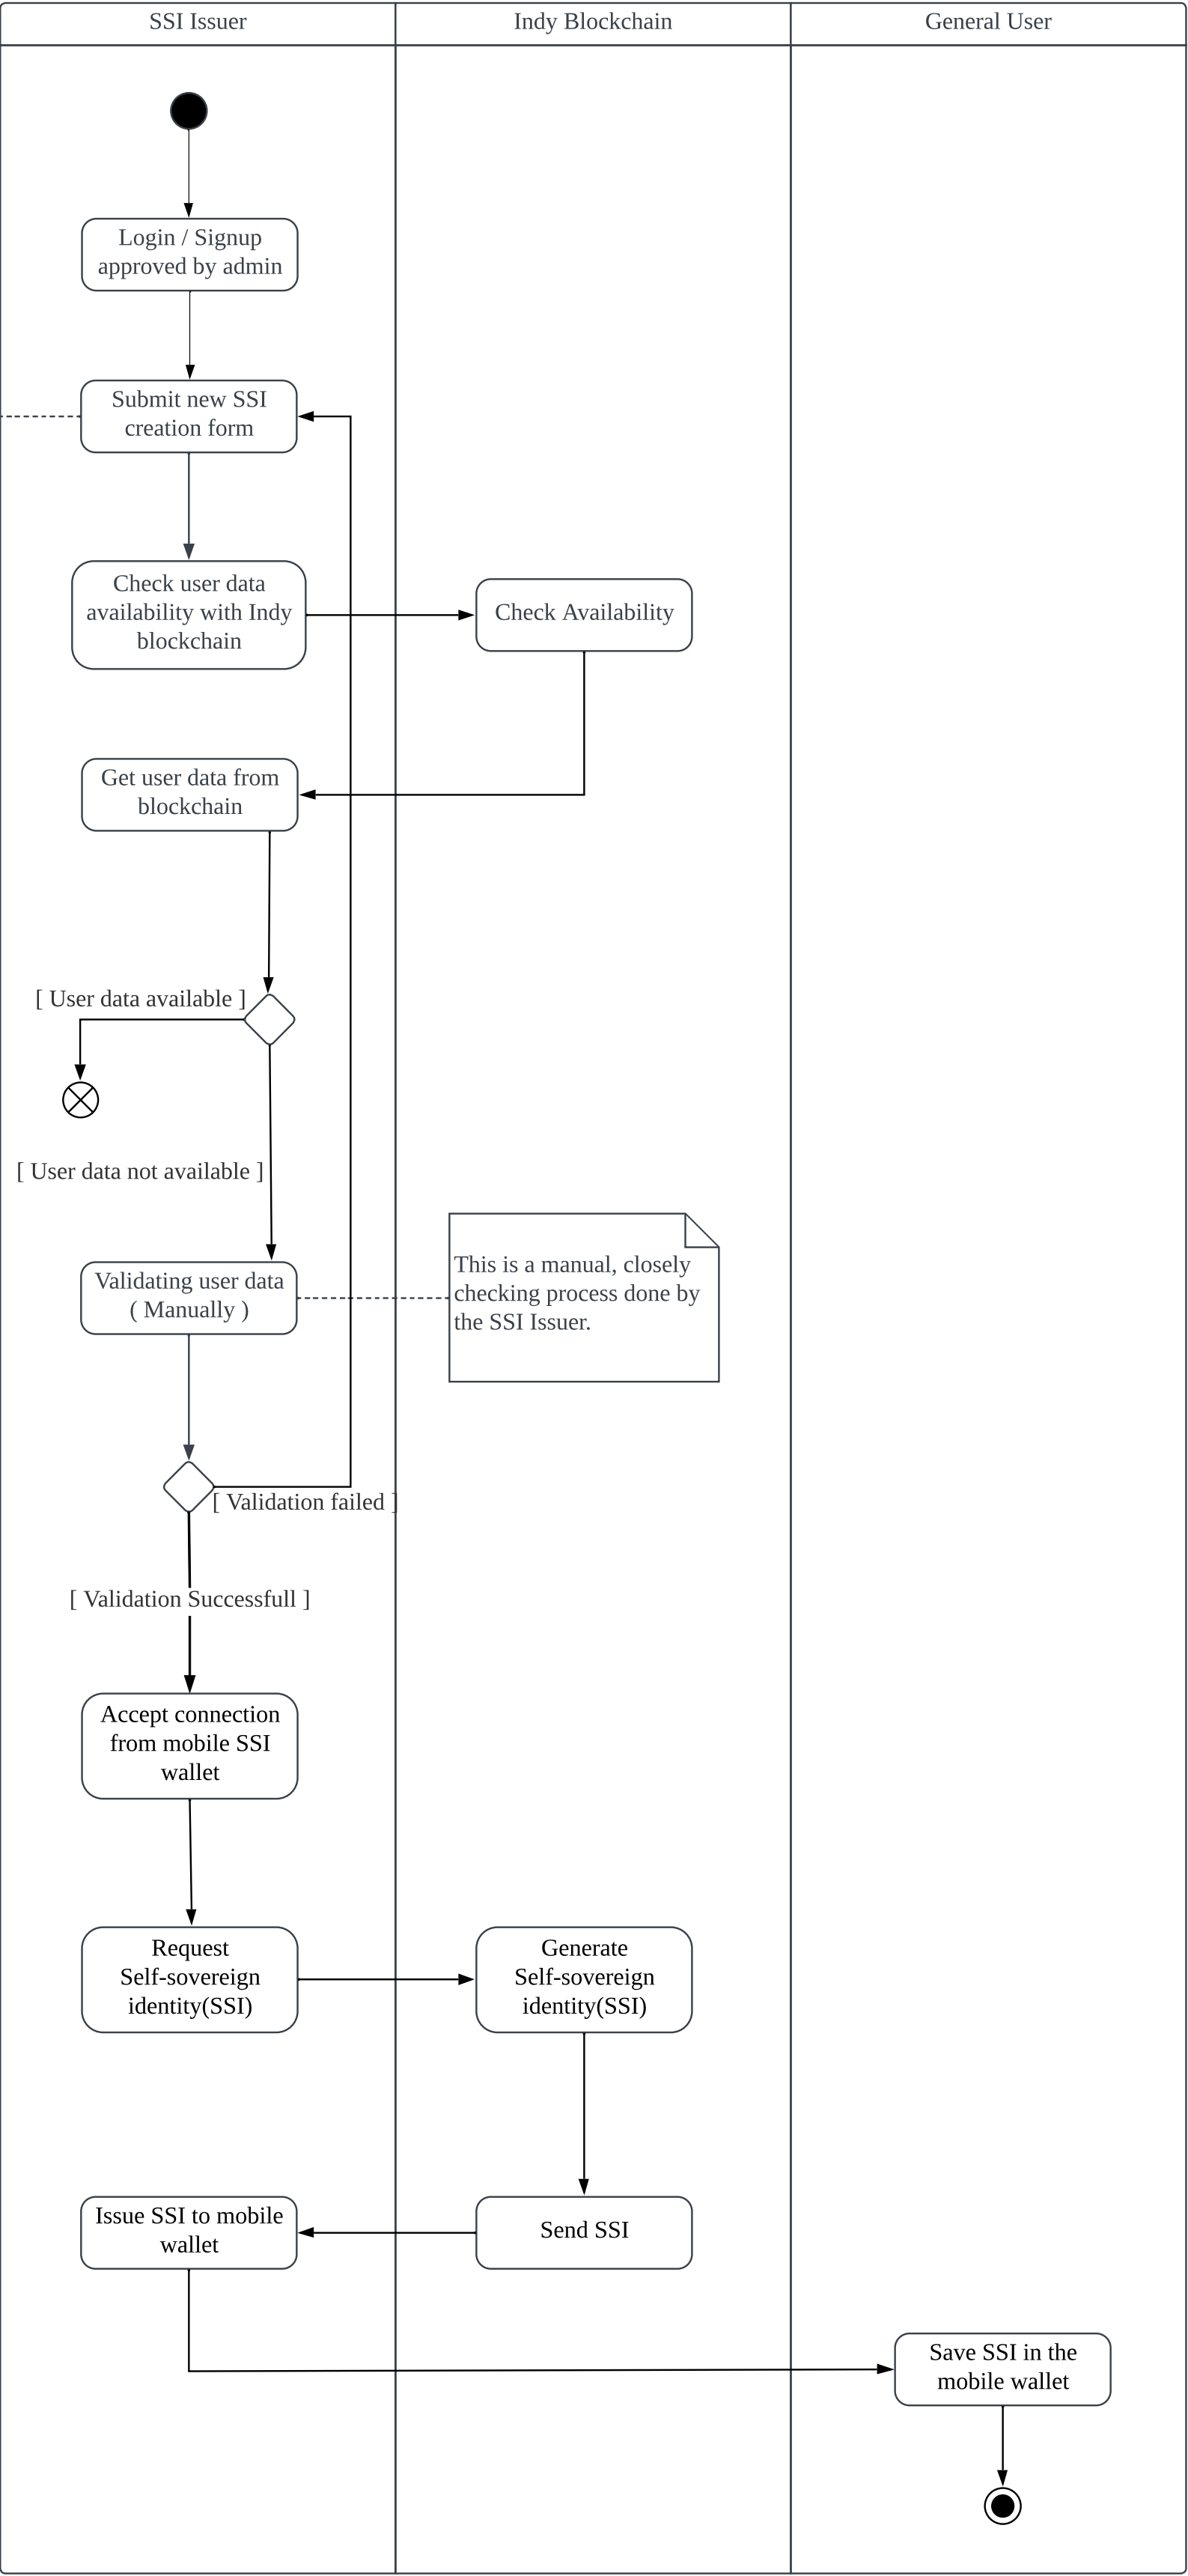 SSI Issuer
Indy Blockchain
General User
Login / Signup
approved by admin
Submit new SSI
creation form
Check user data
availability with Indy
blockchain
Check Availability
Get user data from
blockchain
[ User data available ]
[ User data not available ]
This is a manual, closely
checking process done by
the SSI Issuer.
Validating user data
( Manually )
[ Validation failed ]
[ Validation Successfull ]
Accept connection
from mobile SSI
wallet
Request
Self-sovereign
identity(SSI)
Generate
Self-sovereign
identity(SSI)
Issue SSI to mobile
wallet
Send SSI
Save SSI in the
mobile wallet